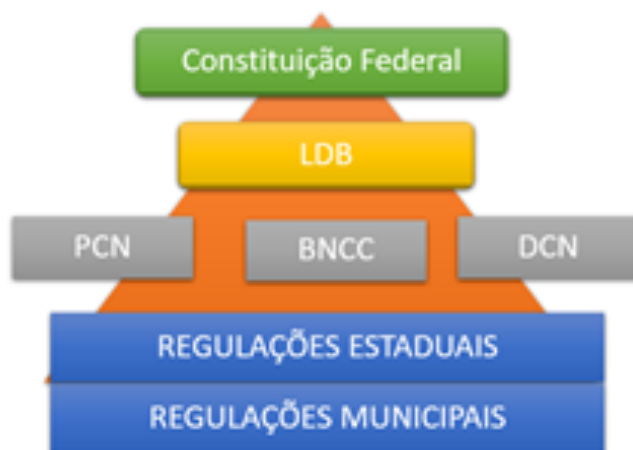 Constituição Federal
LDB
PCN BNCC DCN
REGULAÇÕES ESTADUAIS
REGULAÇÕES MUNICIPAIS